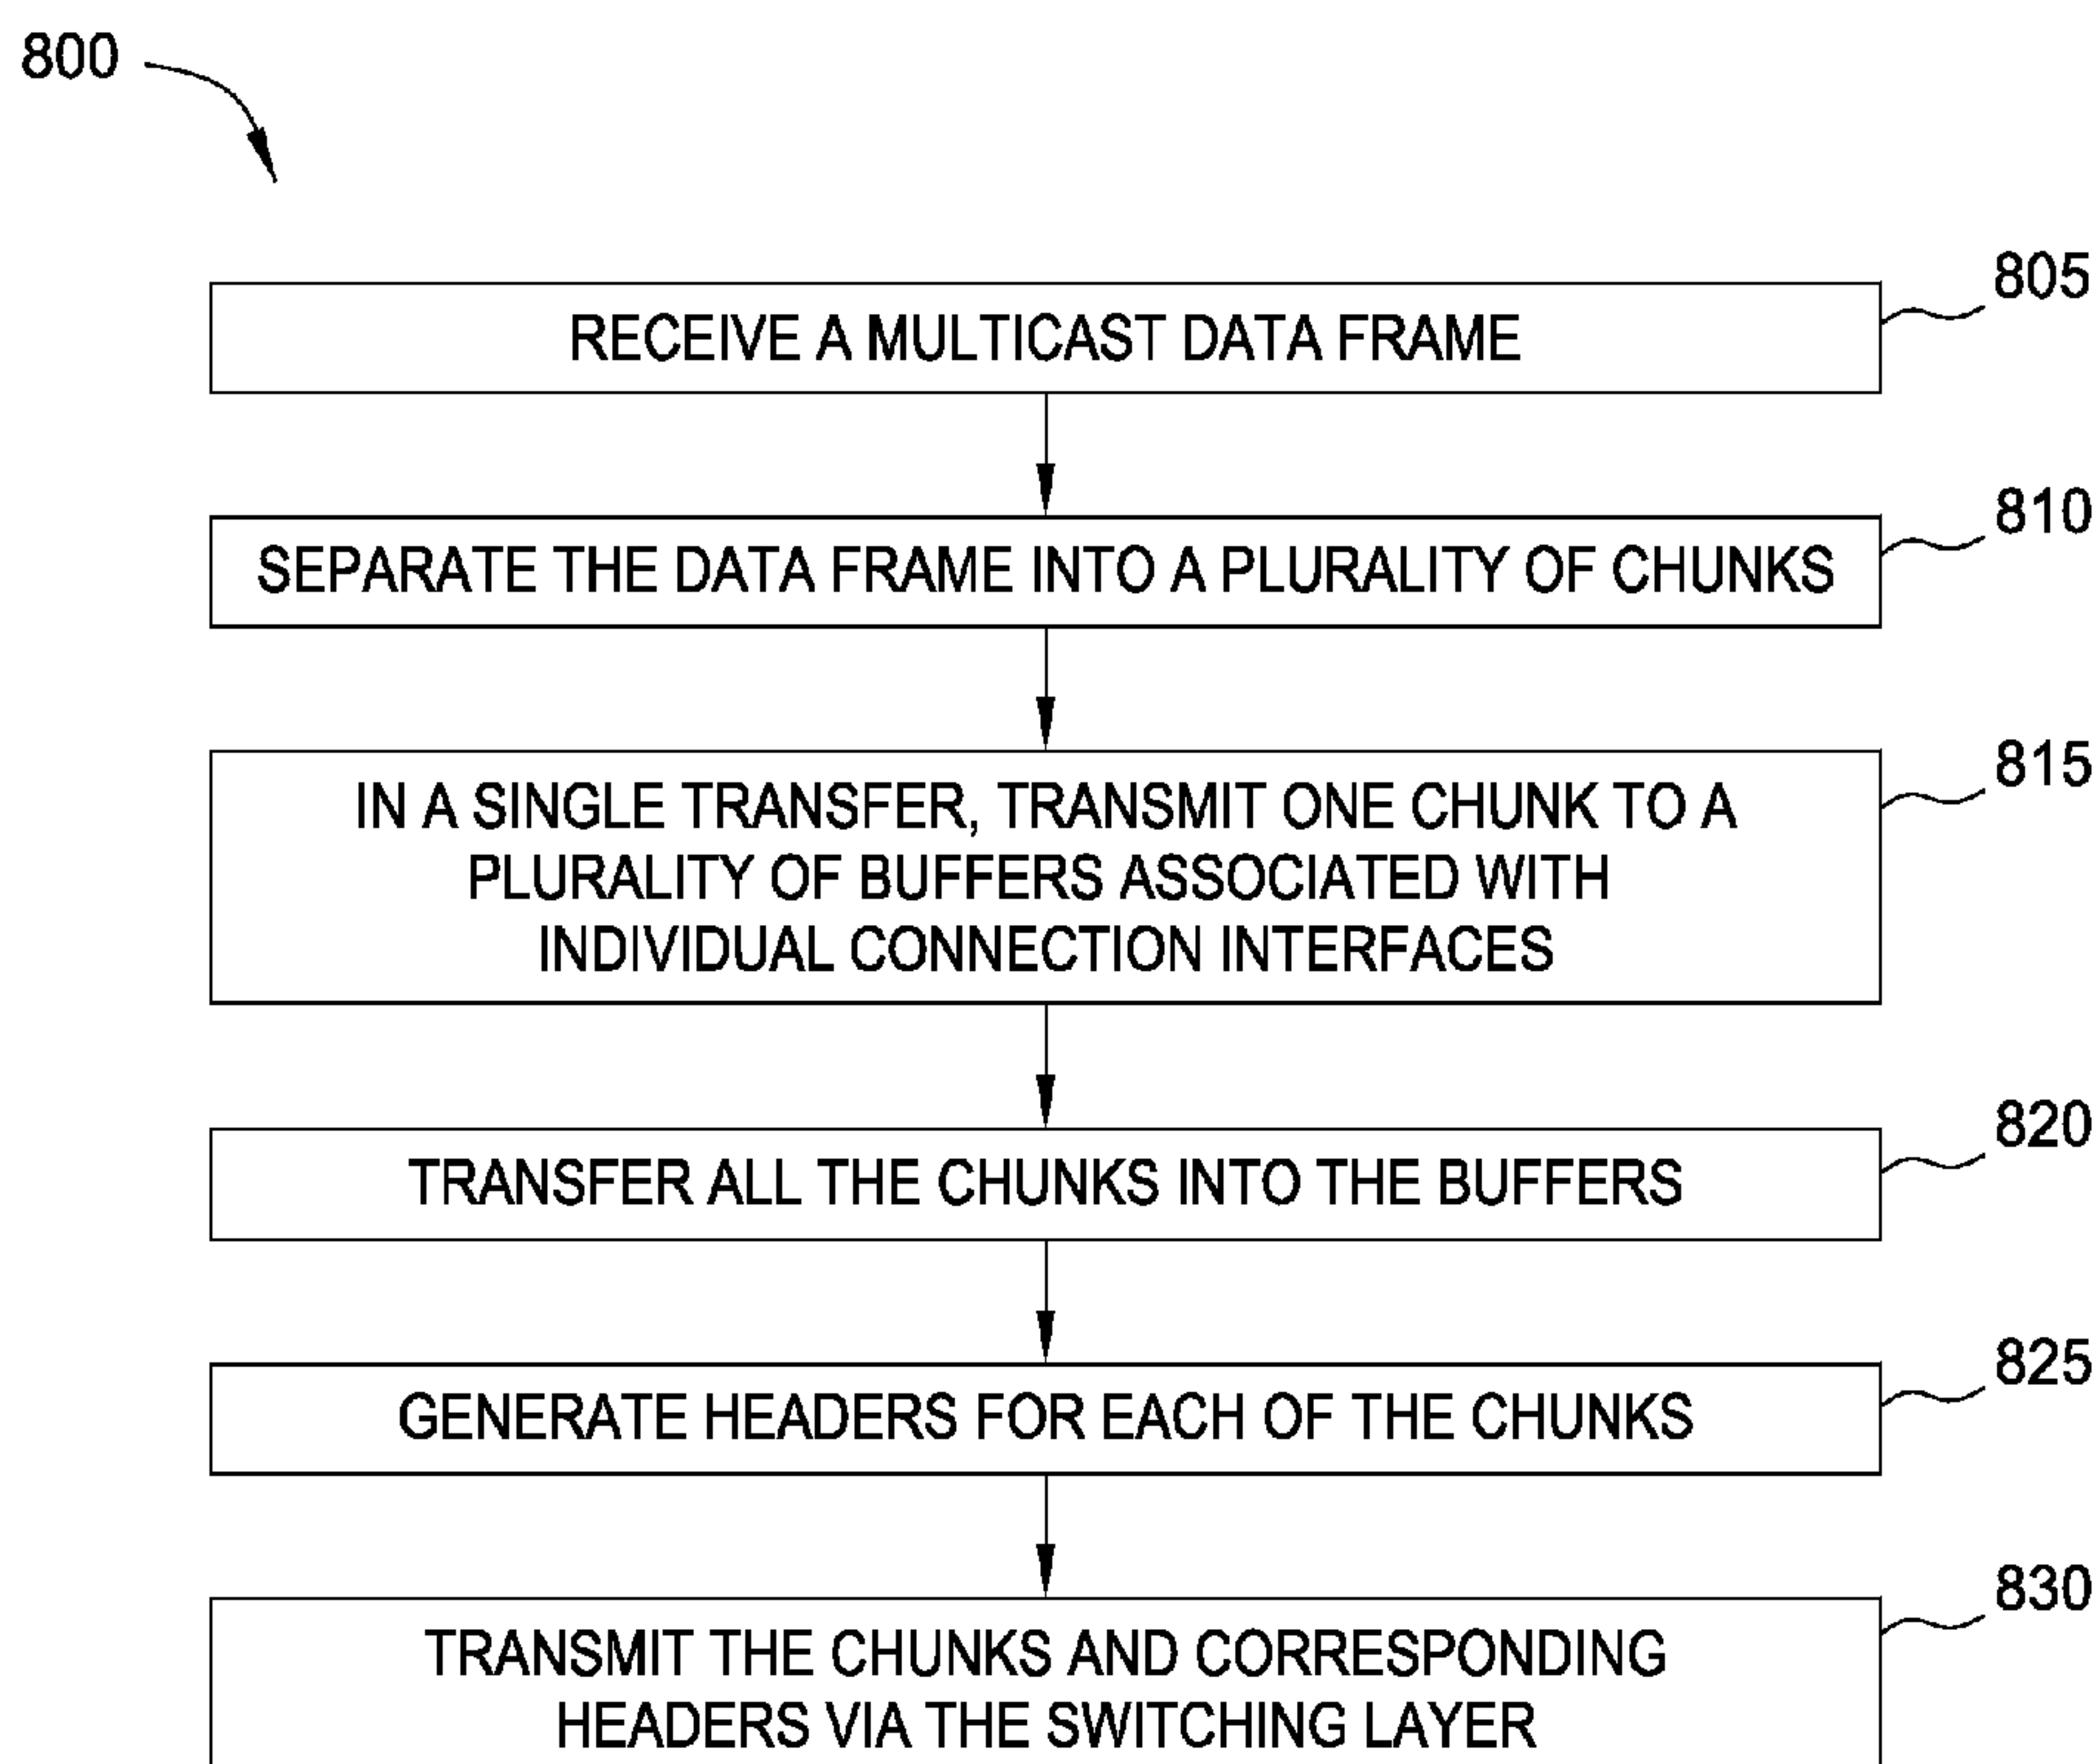 800
805
RECEIVE A MULTICAST DATA FRAME
810
SEPARATE THE DATA FRAME INTO A PLURALITY OF CHUNKS
815
IN A SINGLE TRANSFER, TRANSMIT ONE CHUNK TO A
PLURALITY OF BUFFERS ASSOCIATED WITH
INDIVIDUAL CONNECTION INTERFACES
820
TRANSFER ALL THE CHUNKS INTO THE BUFFERS
825
GENERATE HEADERS FOR EACH OF THE CHUNKS
830
TRANSMIT THE CHUNKS AND CORRESPONDING
HEADERS VIA THE SWITCHING LAYER